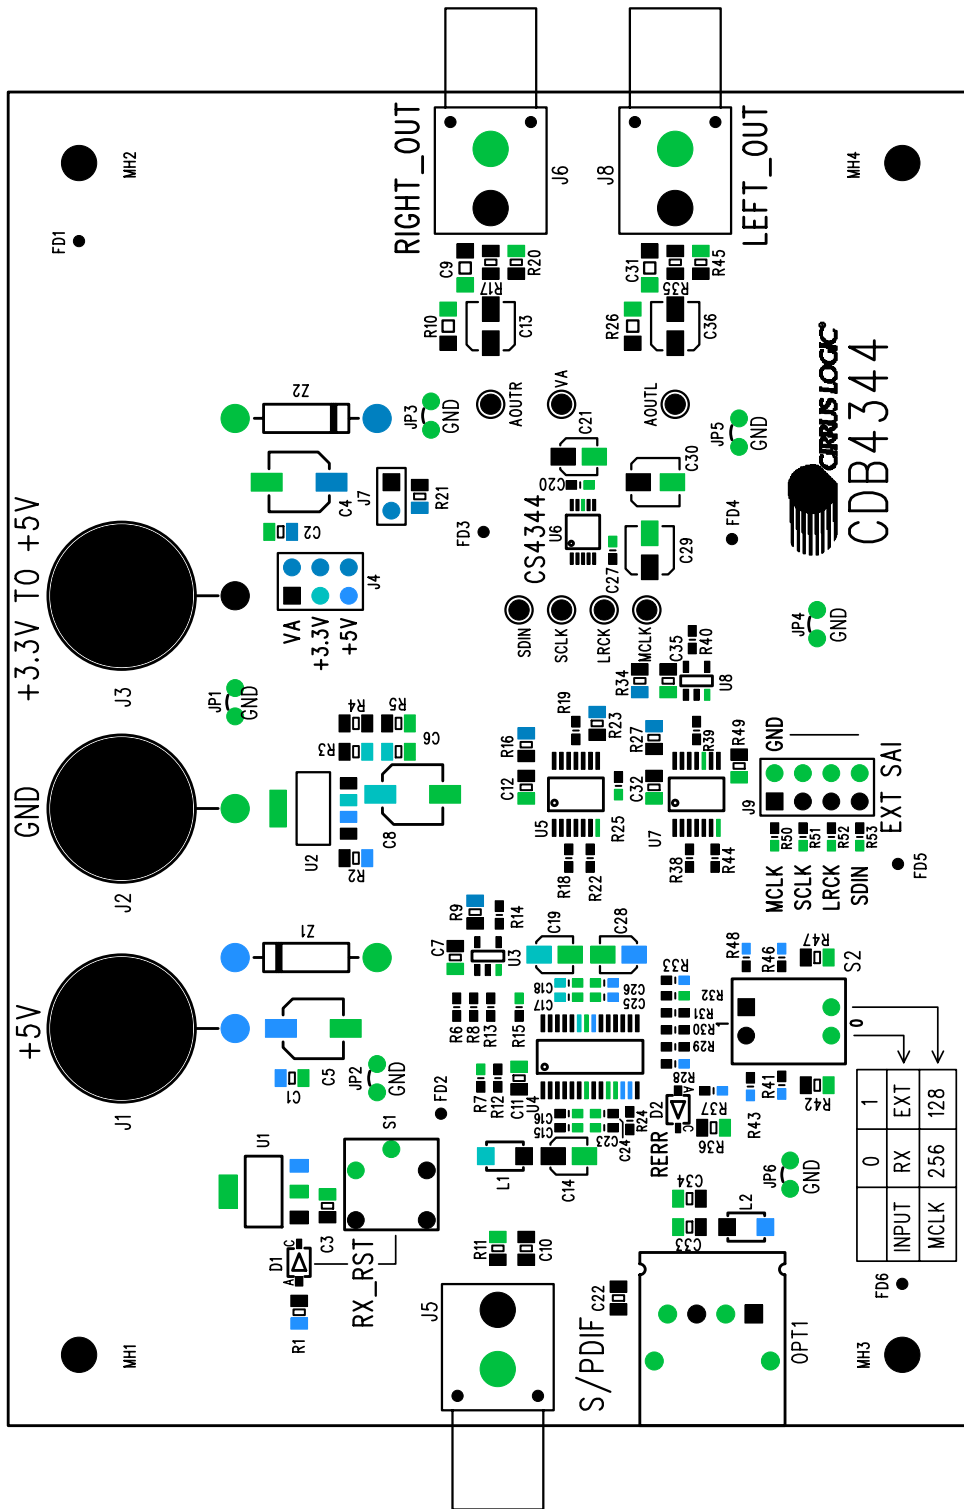 MH2
FD1
RIGHT_OUT
J6
J8
LEFT_OUT
MH4
C9
R17
R20
R10
C13
C31
R35
R45
R26
C36
Z2
JP3
GND
AOUTR
VA
AOUTL
JP5
GND
CIRRUS LOGIC®
CDB4344
C4
J7
R21
C2
FD3
CS4344
C20
C21
U6
C30
C27
C29
FD4
+3.3V TO +5V
J3
J4
VA
+3.3V
+5V
SDIN
SCLK
LRCK
MCLK
JP4
GND
JP1
GND
R4
R5
R3
C6
C8
U2
R2
GND
J2
R19
R16
R23
C12
U5
R25
R18
R22
R34
C35
R40
U8
R27
R39
R49
C32
U7
R38
R44
GND
J9
EXT SAI
R50
R51
R52
R53
MCLK
SCLK
LRCK
SDIN
FD5
+5V
J1
Z1
C5
C1
JP2
GND
FD2
R9
R14
C7
U3
C19
C28
R6
R8
R13
R15
C18
C17
C26
C25
R7
R12
C11
U4
C16
C15
C23
C24
R24
L1
C14
R33
R32
R31
R30
R29
R28
D2
A
C
RERR
R37
R36
R48
R46
R47
S2
1
0
R43
R41
R42
JP6
GND
0 1
INPUT RX EXT
MCLK 256 128
U1
S1
C3
D1
C
A
RX_RST
R1
MH1
J5
R11
C10
C22
S/PDIF
C34
C33
L2
OPT1
FD6
MH3